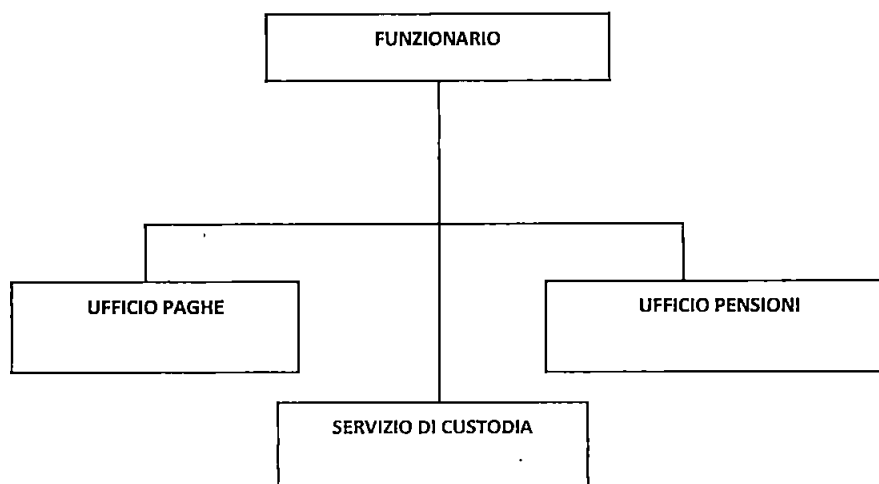 FUNZIONARIO
UFFICIO PAGHE
UFFICIO PENSIONI
SERVIZIO DI CUSTODIA